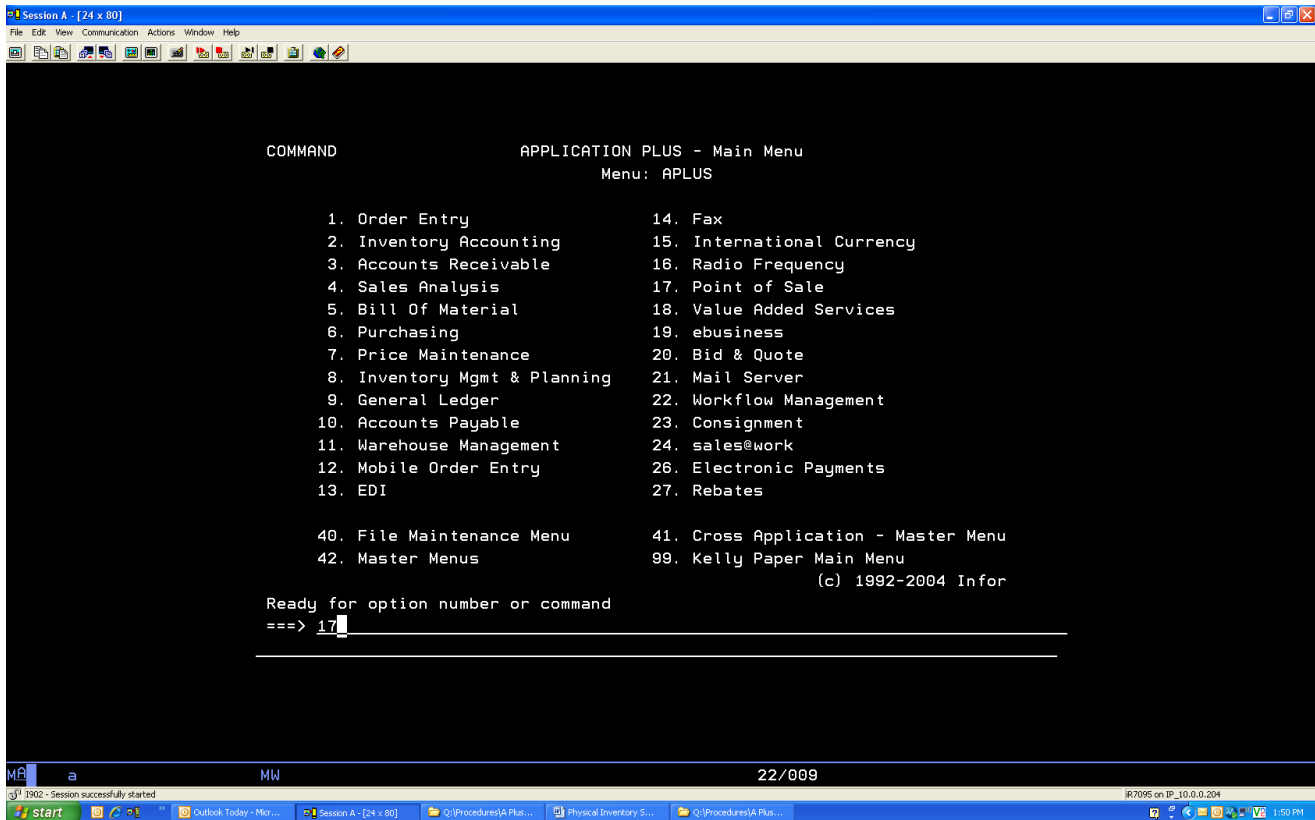 Session A - [24 x 80]
File Edit View Communication Actions Window Help
COMMAND APPLICATION PLUS - Main Menu
Menu: APLUS
1. Order Entry 14. Fax
2. Inventory Accounting 15. International Currency
3. Accounts Receivable 16. Radio Frequency
4. Sales Analysis 17. Point of Sale
5. Bill Of Material 18. Value Added Services
6. Purchasing 19. ebusiness
7. Price Maintenance 20. Bid & Quote
8. Inventory Mgmt & Planning 21. Mail Server
9. General Ledger 22. Workflow Management
10. Accounts Payable 23. Consignment
11. Warehouse Management 24. sales@work
12. Mobile Order Entry 26. Electronic Payments
13. EDI 27. Rebates
40. File Maintenance Menu 41. Cross Application - Master Menu
42. Master Menus 99. Kelly Paper Main Menu
(c) 1992-2004 Infor
Ready for option number or command
===> 17
MA a MW 22/009
I902 - Session successfully started iR7095 on IP_10.0.0.204
start Outlook Today - Micr... Session A - [24 x 80] Q:\Procedures\A Plus... Physical Inventory S... Q:\Procedures\A Plus... 1:50 PM